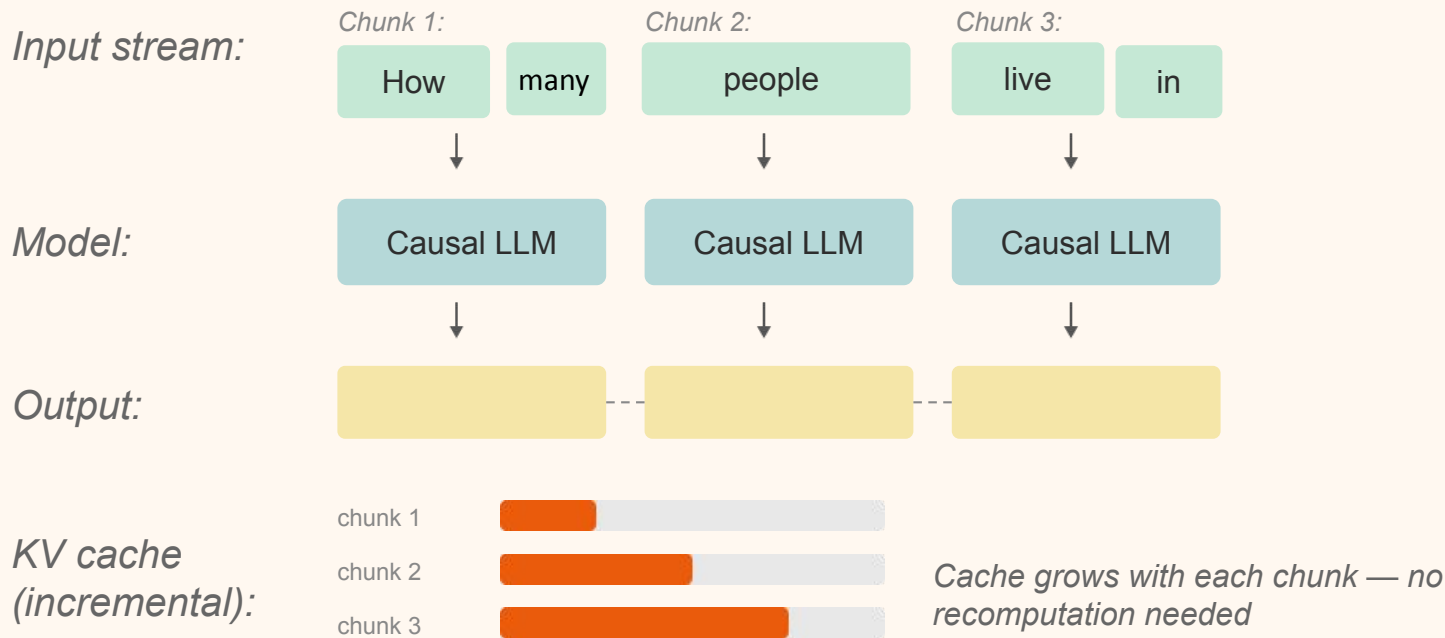 Input stream:
Chunk 1:
Chunk 2:
Chunk 3:
How
many
people
live
in
Model:
Causal LLM
Causal LLM
Causal LLM
Output:
KV cache
(incremental):
chunk 1
chunk 2
chunk 3
Cache grows with each chunk — no
recomputation needed